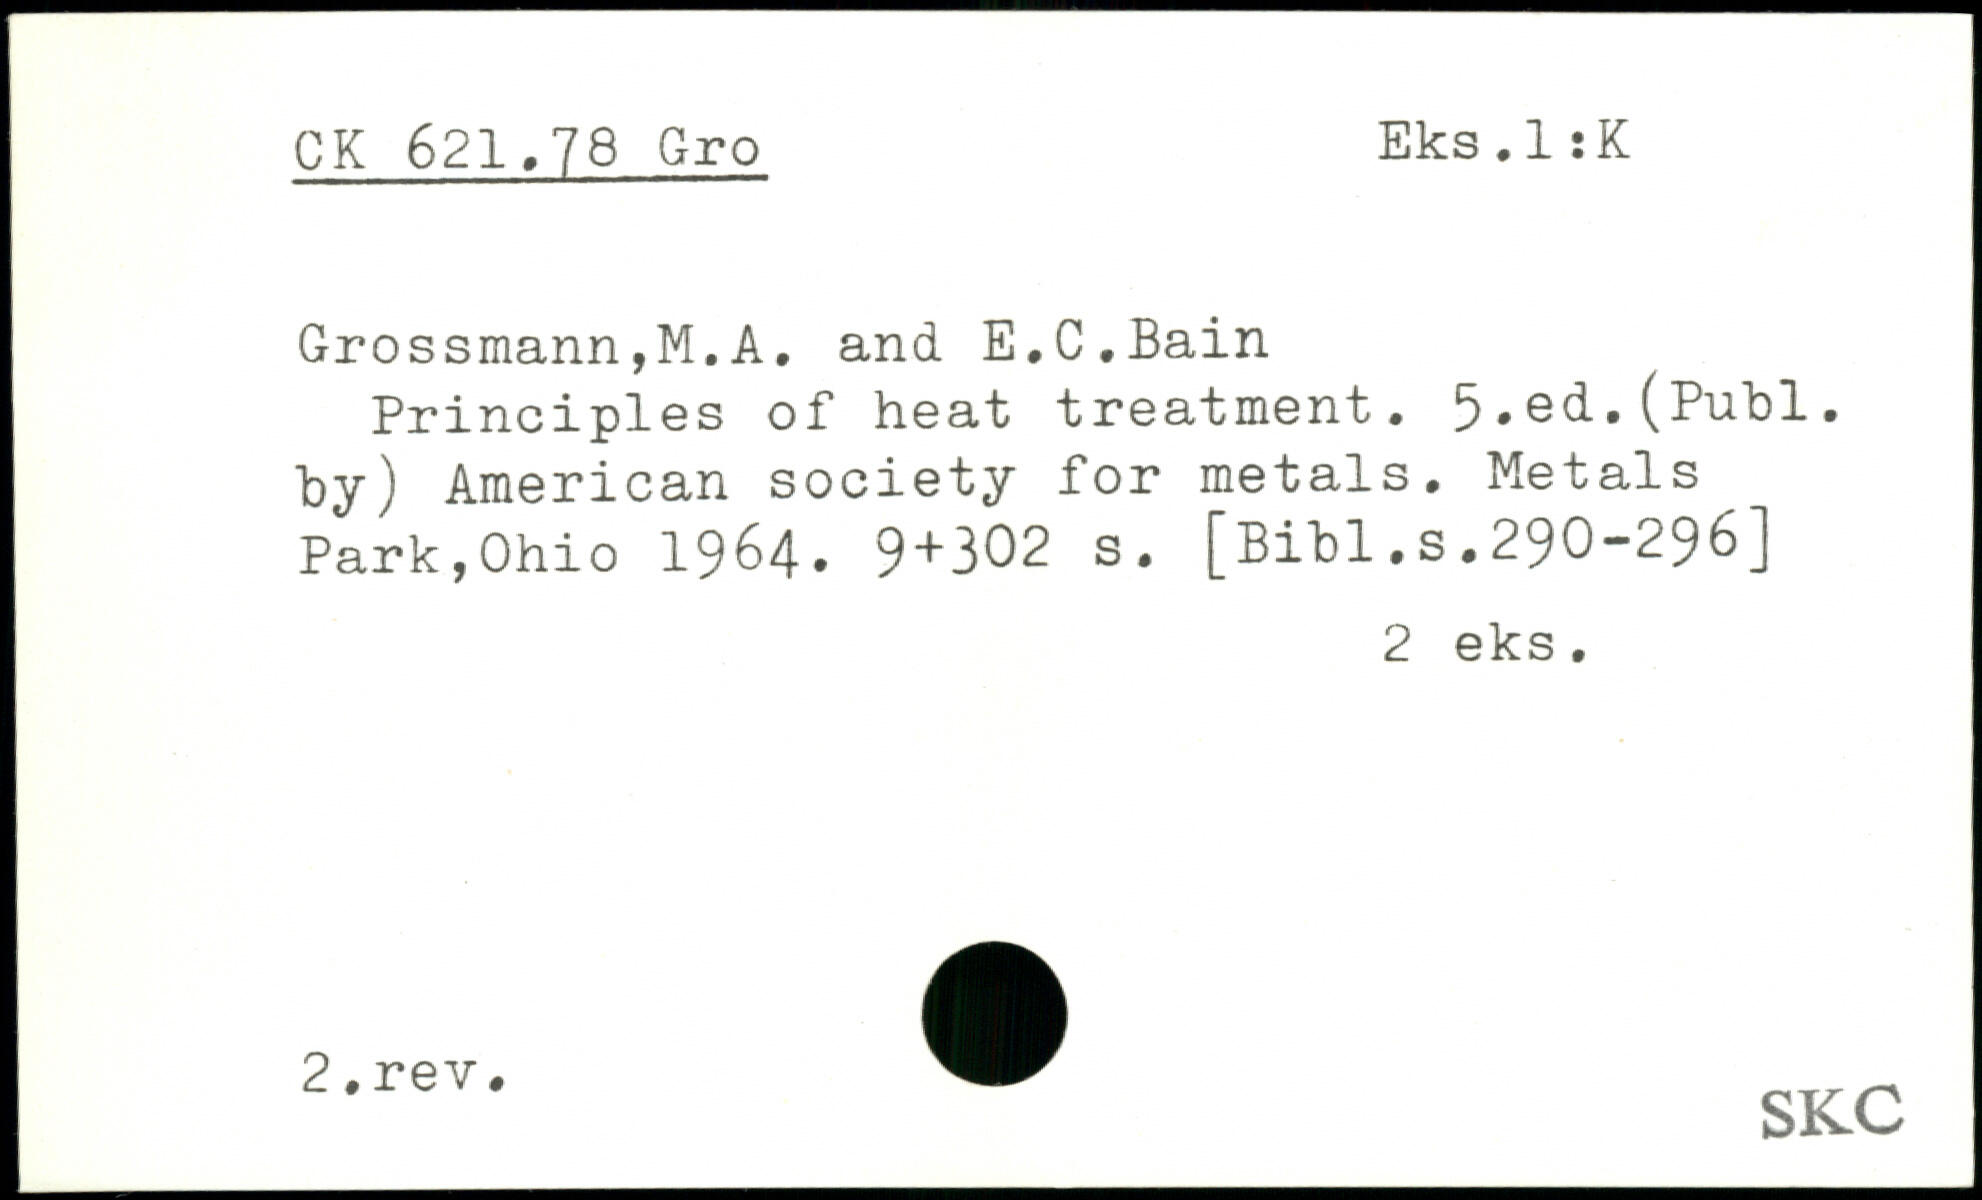 CK 621.78 Gro
Eks.1:K
Grossmann,M.A. and E.C.Bain
Principles of heat treatment. 5.ed.(Publ.
by) American society for metals. Metals
Park,Ohio 1964. 9+302 s. [Bibl.s.290-296]
2 eks.
2.rev.
SKC